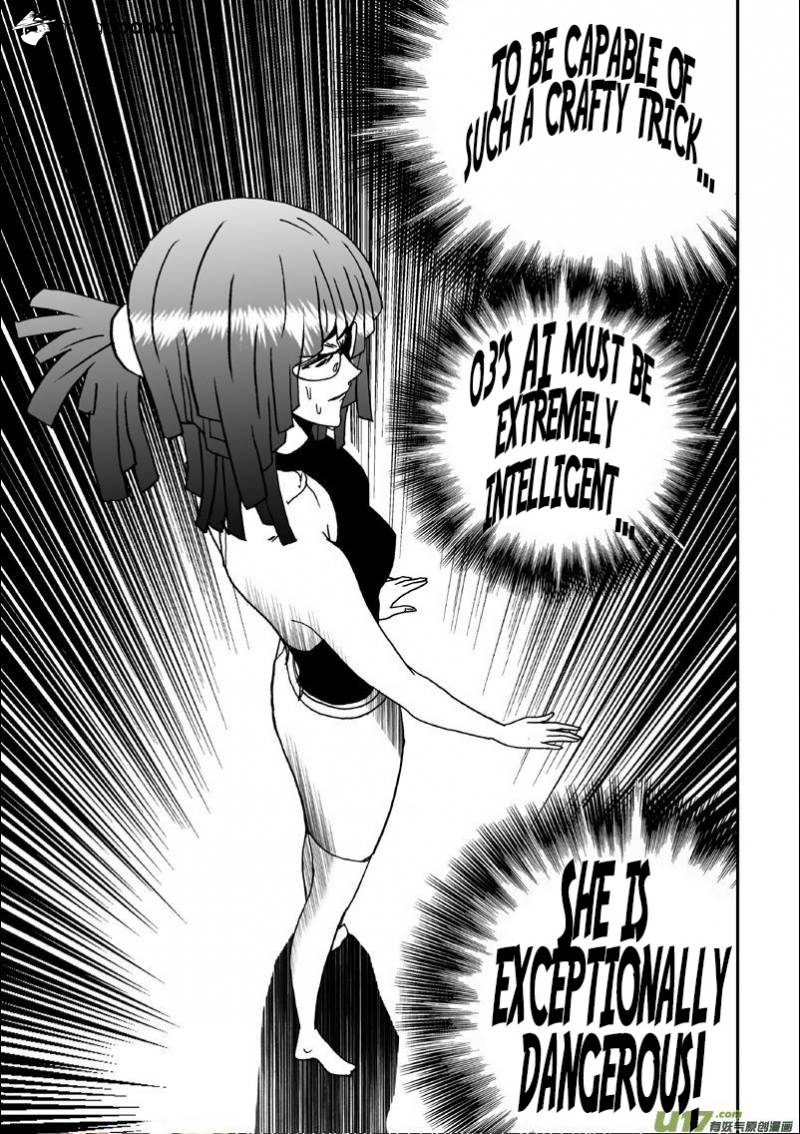 TO BE CAPABLE OF
SUCH A CRAFTY TRICK
...
03'S AI MUST BE
EXTREMELY
INTELLIGENT ...
SHE IS
EXCEPTIONALLY
DANGEROUS!
U17.com
有妖气原创漫画